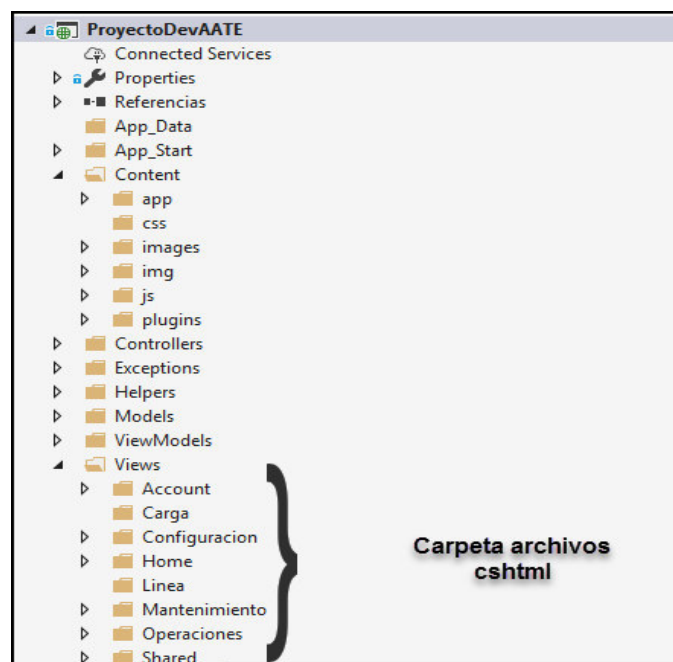 ProyectoDevAATE
Connected Services
Properties
Referencias
App_Data
App_Start
Content
app
css
images
img
js
plugins
Controllers
Exceptions
Helpers
Models
ViewModels
Views
Account
Carga
Configuracion
Home
Linea
Mantenimiento
Operaciones
Shared
Carpeta archivos
cshtml